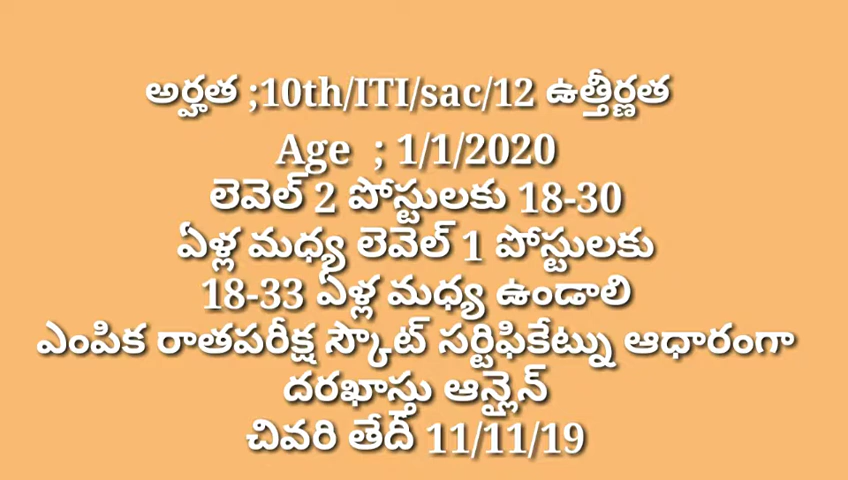 అర్హత ;10th/ITI/sac/12 ఉత్తీర్ణత
Age ; 1/1/2020
లెవెల్ 2 పోస్టులకు 18-30
ఏళ్ల మధ్య లెవెల్ 1 పోస్టులకు
18-33 ఏళ్ల మధ్య ఉండాలి
ఎంపిక రాతపరీక్ష స్కౌట్ సర్టిఫికేట్ను ఆధారంగా
దరఖాస్తు ఆన్లైన్
చివరి తేదీ 11/11/19